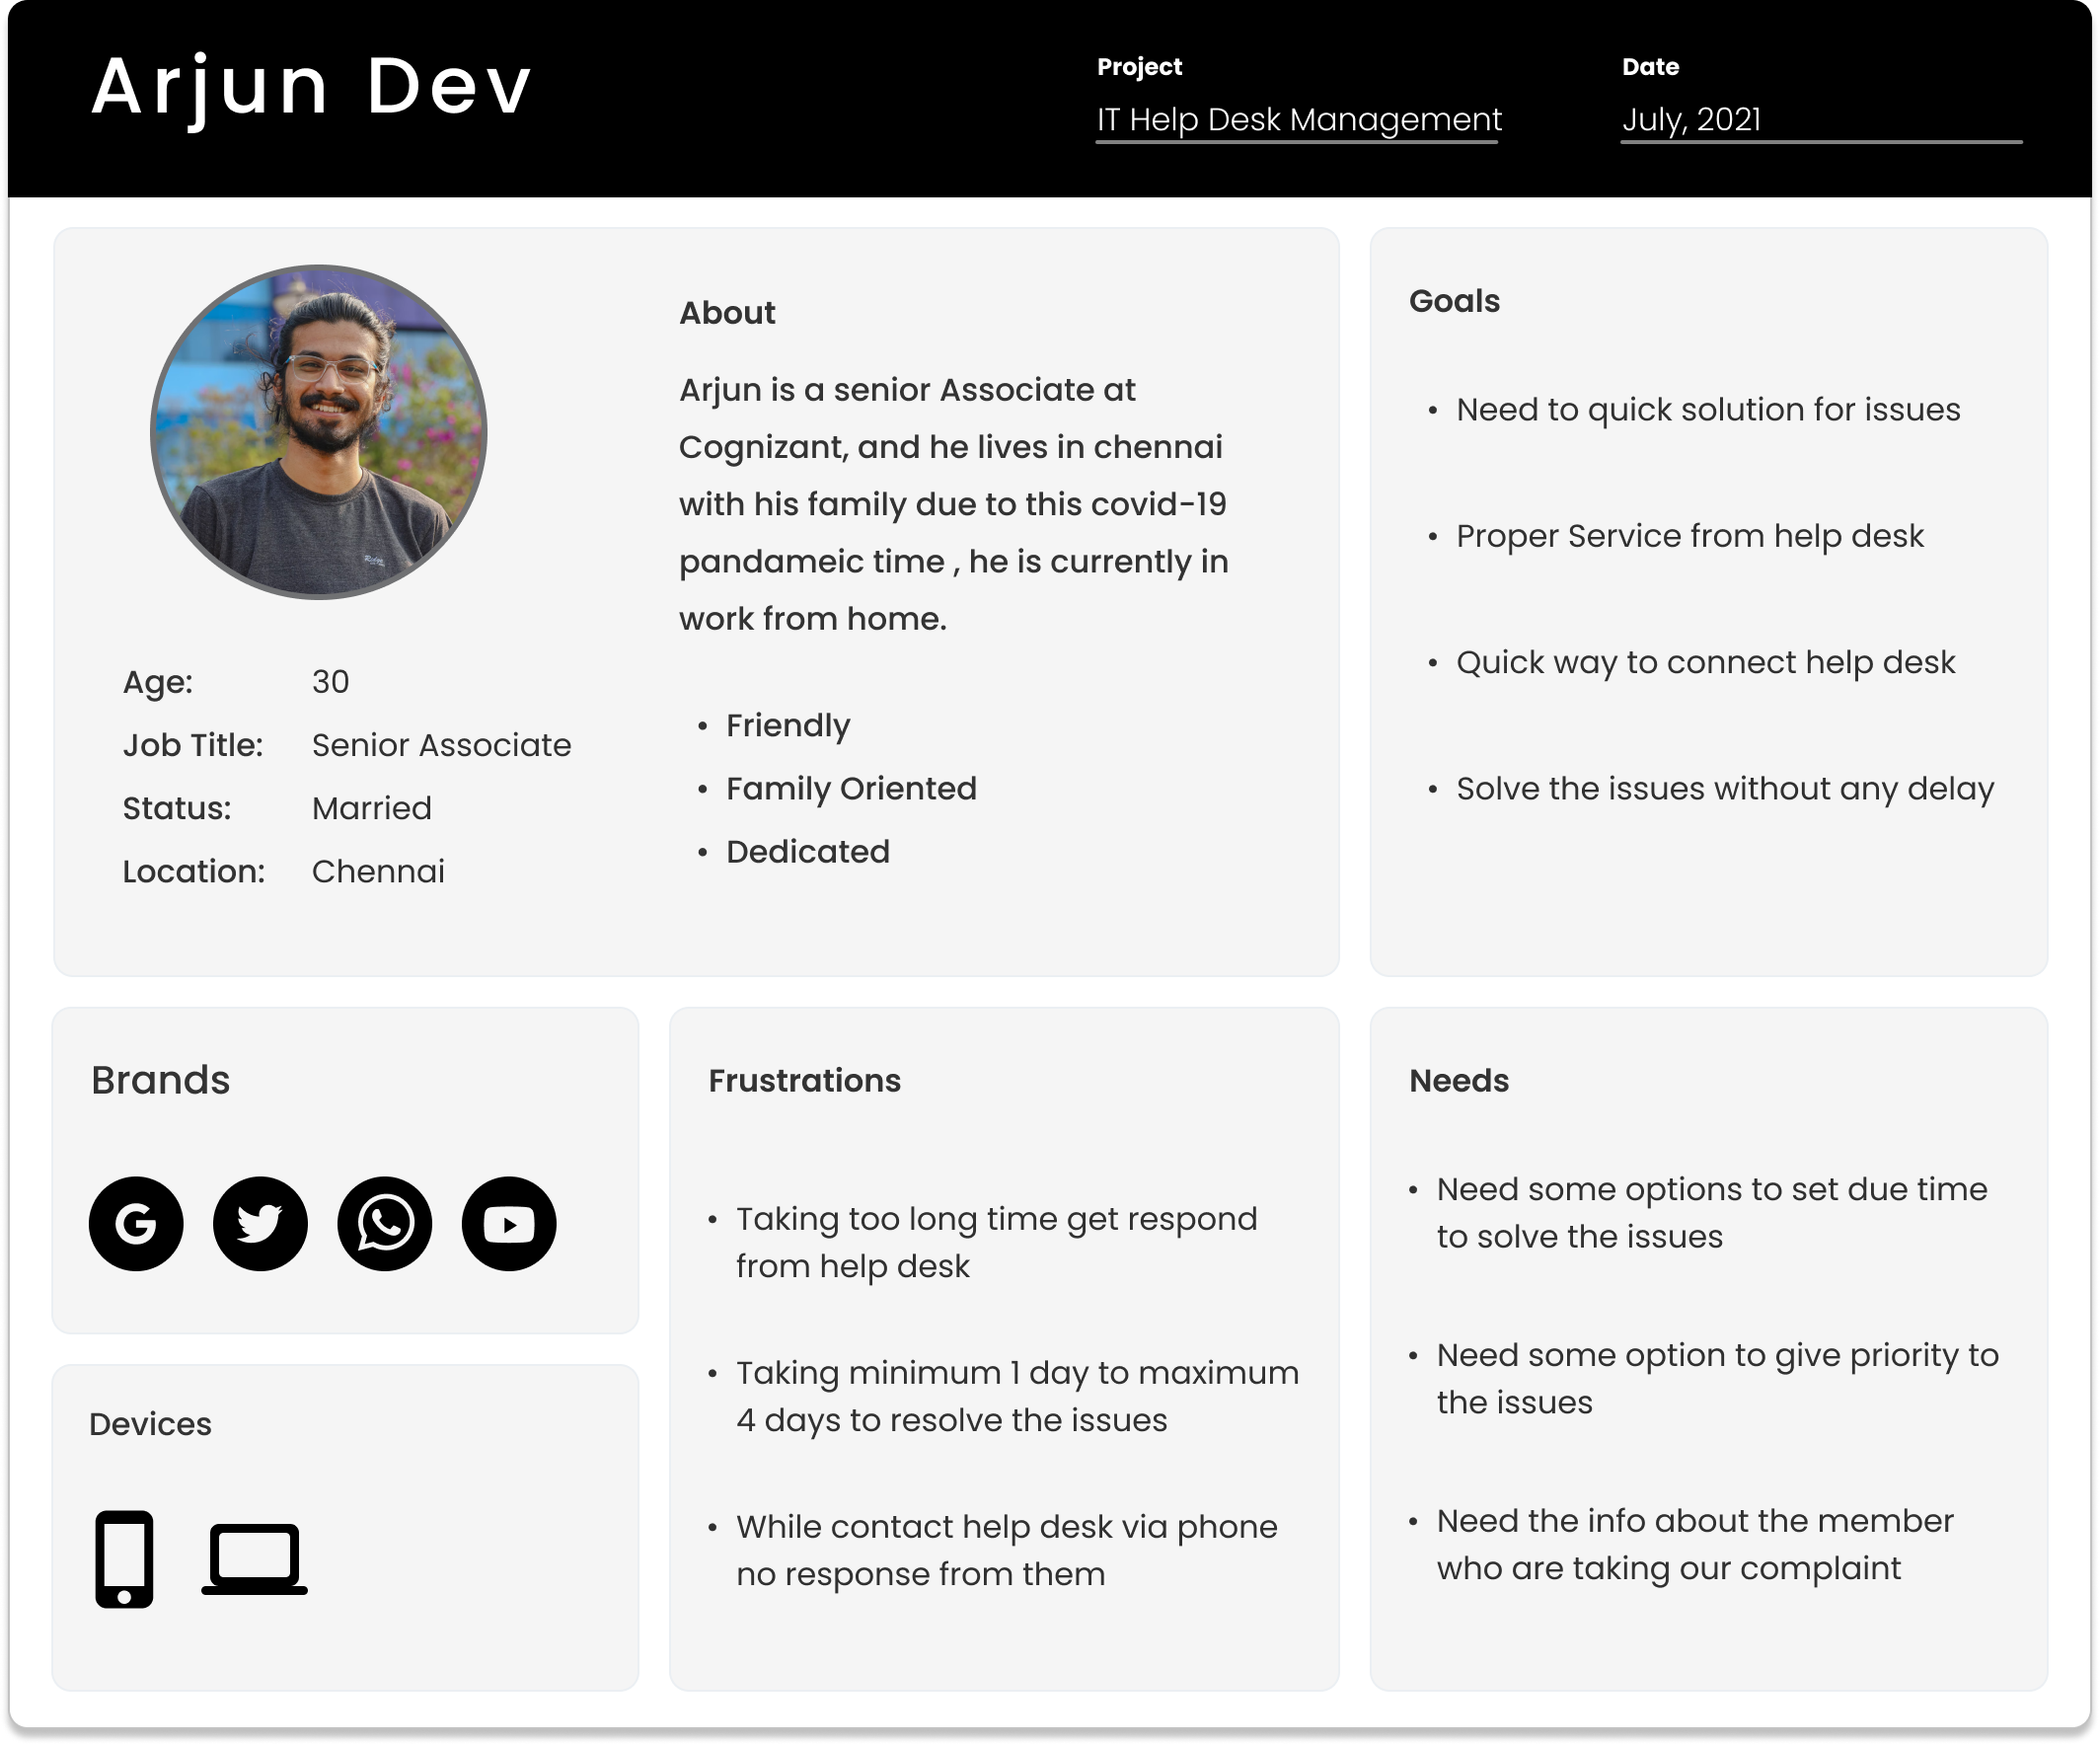 Arjun Dev
Project
IT Help Desk Management
Date
July, 2021
About
Arjun is a senior Associate at
Cognizant, and he lives in chennai
with his family due to this covid-19
pandameic time , he is currently in
work from home.
• Friendly
• Family Oriented
• Dedicated
Age: 30
Job Title: Senior Associate
Status: Married
Location: Chennai
Goals
• Need to quick solution for issues
• Proper Service from help desk
• Quick way to connect help desk
• Solve the issues without any delay
Brands
G
Devices
Frustrations
• Taking too long time get respond
from help desk
• Taking minimum 1 day to maximum
4 days to resolve the issues
• While contact help desk via phone
no response from them
Needs
• Need some options to set due time
to solve the issues
• Need some option to give priority to
the issues
• Need the info about the member
who are taking our complaint